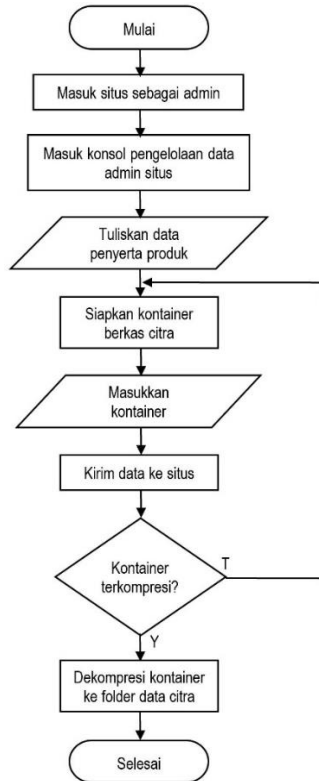 Mulai
Masuk situs sebagai admin
Masuk konsol pengelolaan data
admin situs
Tuliskan data
penyerta produk
Siapkan kontainer
berkas citra
Masukkan
kontainer
Kirim data ke situs
Kontainer
terkompresi?
T
Y
Dekompresi kontainer
ke folder data citra
Selesai